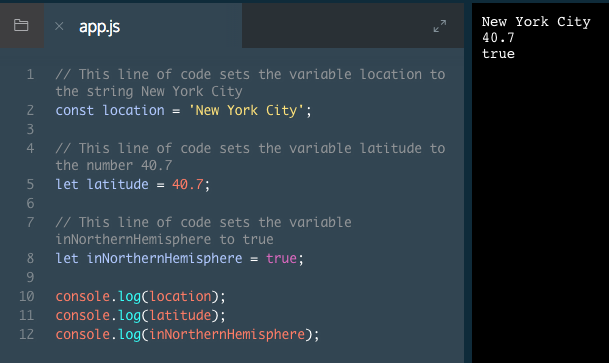 × app.js
1 // This line of code sets the variable location to
the string New York City
2 const location = 'New York City';
3
4 // This line of code sets the variable latitude to
the number 40.7
5 let latitude = 40.7;
6
7 // This line of code sets the variable
inNorthernHemisphere to true
8 let inNorthernHemisphere = true;
9
10 console.log(location);
11 console.log(latitude);
12 console.log(inNorthernHemisphere);
New York City
40.7
true